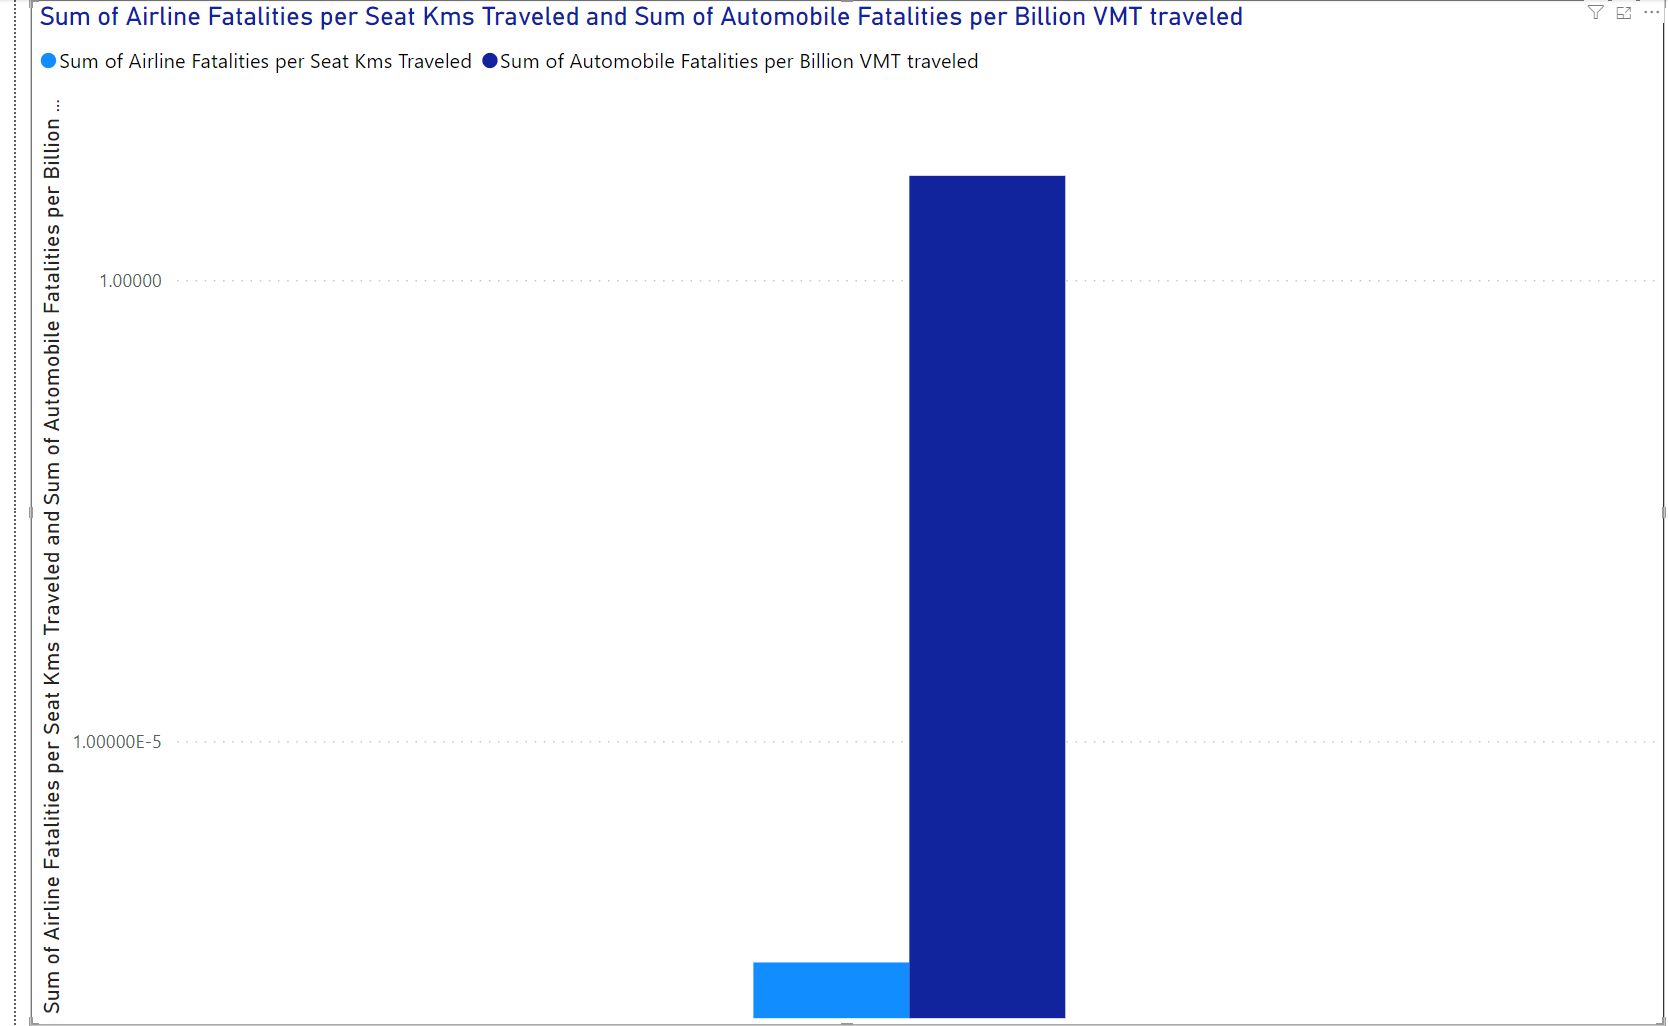 Sum of Airline Fatalities per Seat Kms Traveled and Sum of Automobile Fatalities per Billion VMT traveled
Sum of Airline Fatalities per Seat Kms Traveled Sum of Automobile Fatalities per Billion VMT traveled
Sum of Airline Fatalities per Seat Kms Traveled and Sum of Automobile Fatalities per Billion ...
1.00000
1.00000E-5